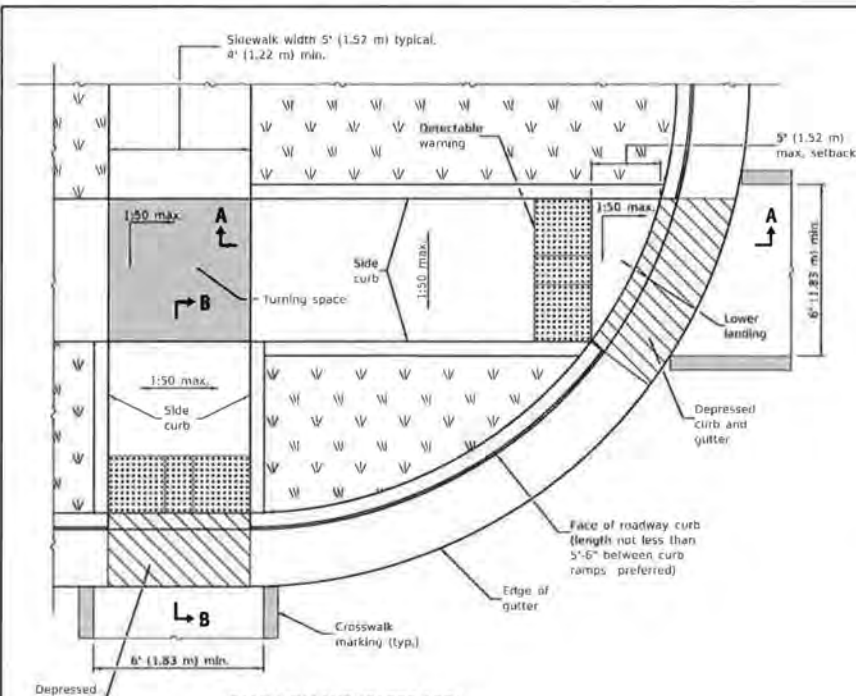 Sidewalk width 5' (1.52 m) typical,
4' (1.22 m) min.
Detectable
warning
5' (1.52 m)
max. setback
1:50 max.
A
1:50 max.
A
Side
curb
1:50 max.
B
Turning space
6' (1.83 m) min.
Lower
landing
1:50 max.
Side
curb
Depressed
curb and
gutter
Face of roadway curb
(length not less than
5'-6" between curb
ramps preferred)
Edge of
gutter
B
Crosswalk
marking (typ.)
6' (1.83 m) min.
Depressed